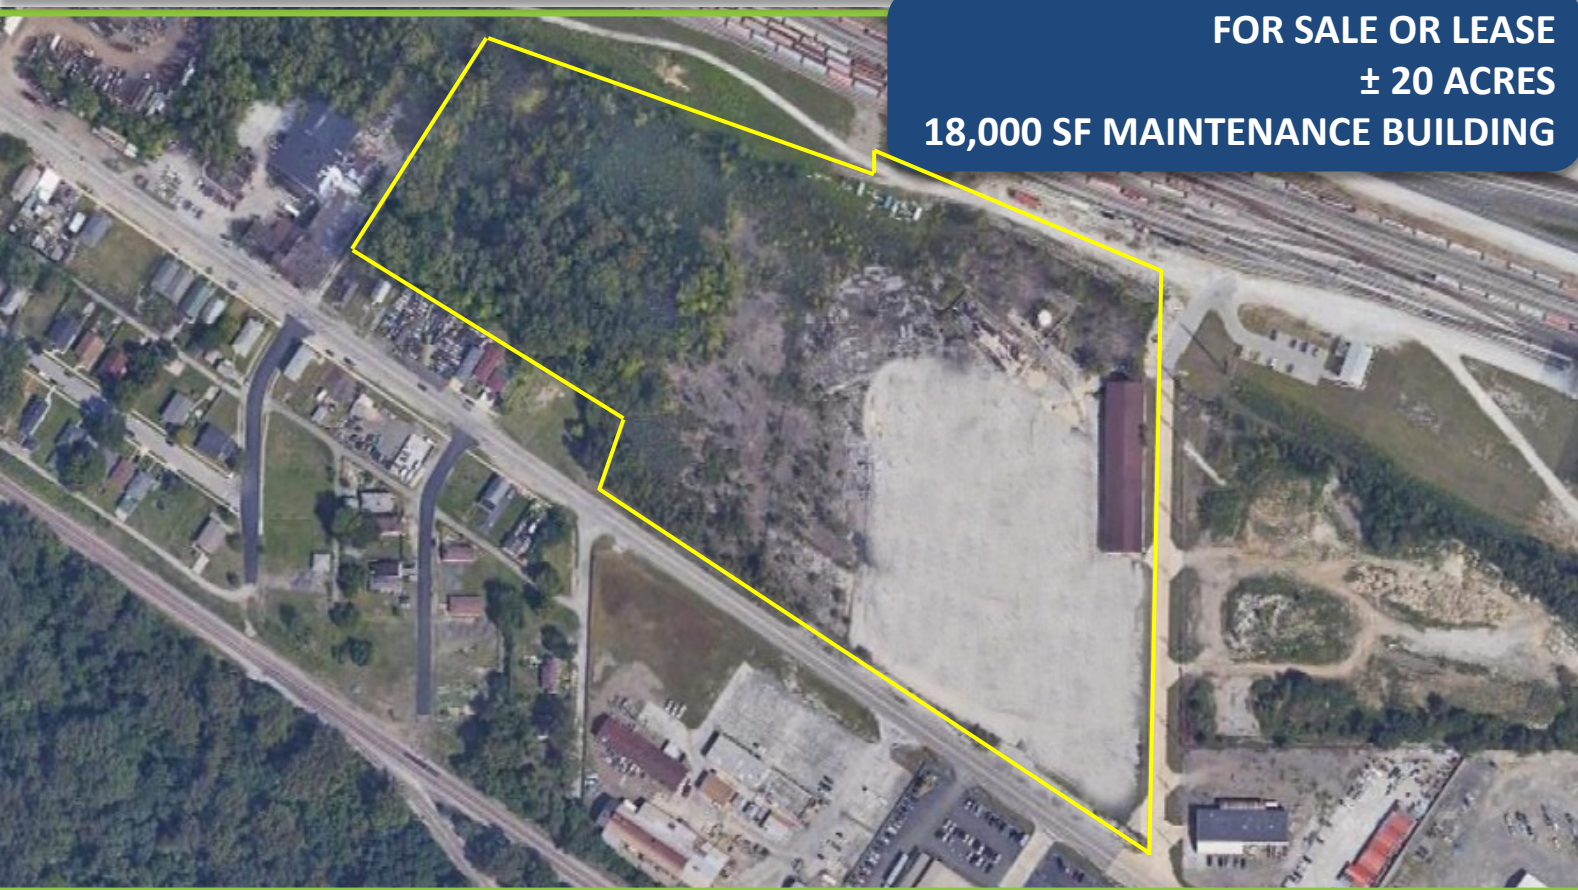 FOR SALE OR LEASE
± 20 ACRES
18,000 SF MAINTENANCE BUILDING